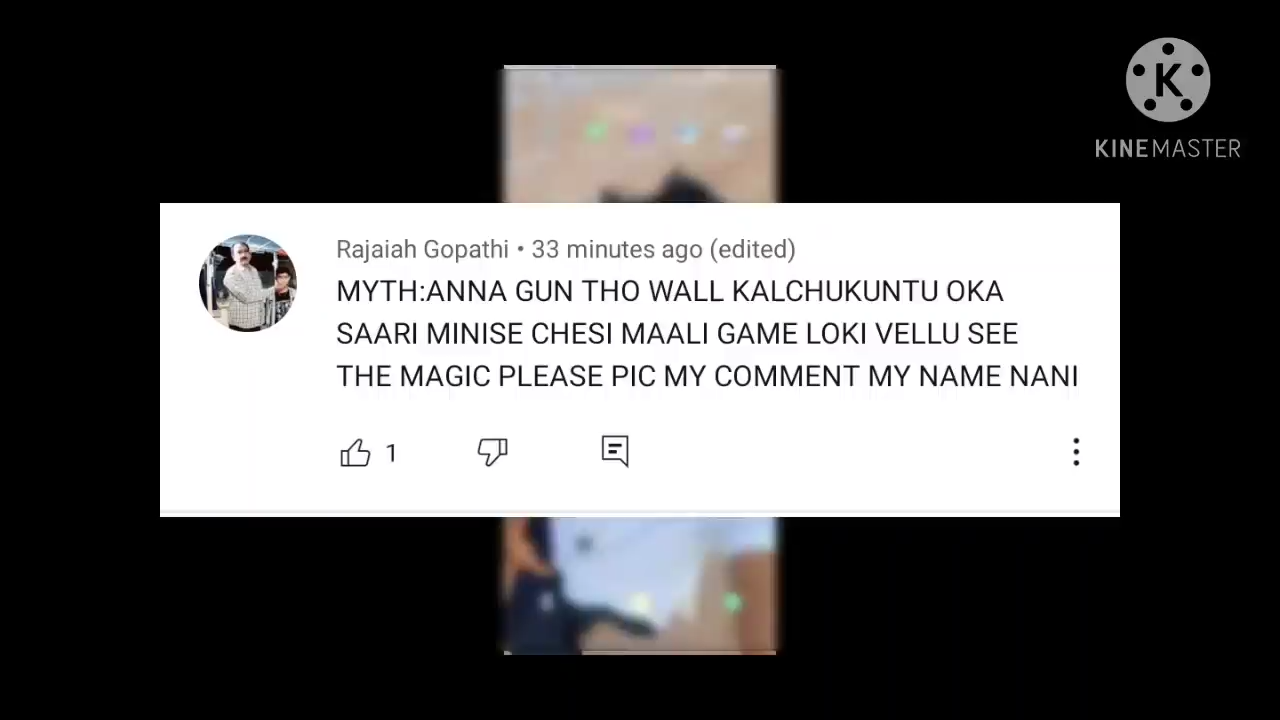 KINEMASTER
Rajaiah Gopathi • 33 minutes ago (edited)
MYTH:ANNA GUN THO WALL KALCHUKUNTU OKA
SAARI MINISE CHESI MAALI GAME LOKI VELLU SEE
THE MAGIC PLEASE PIC MY COMMENT MY NAME NANI
1